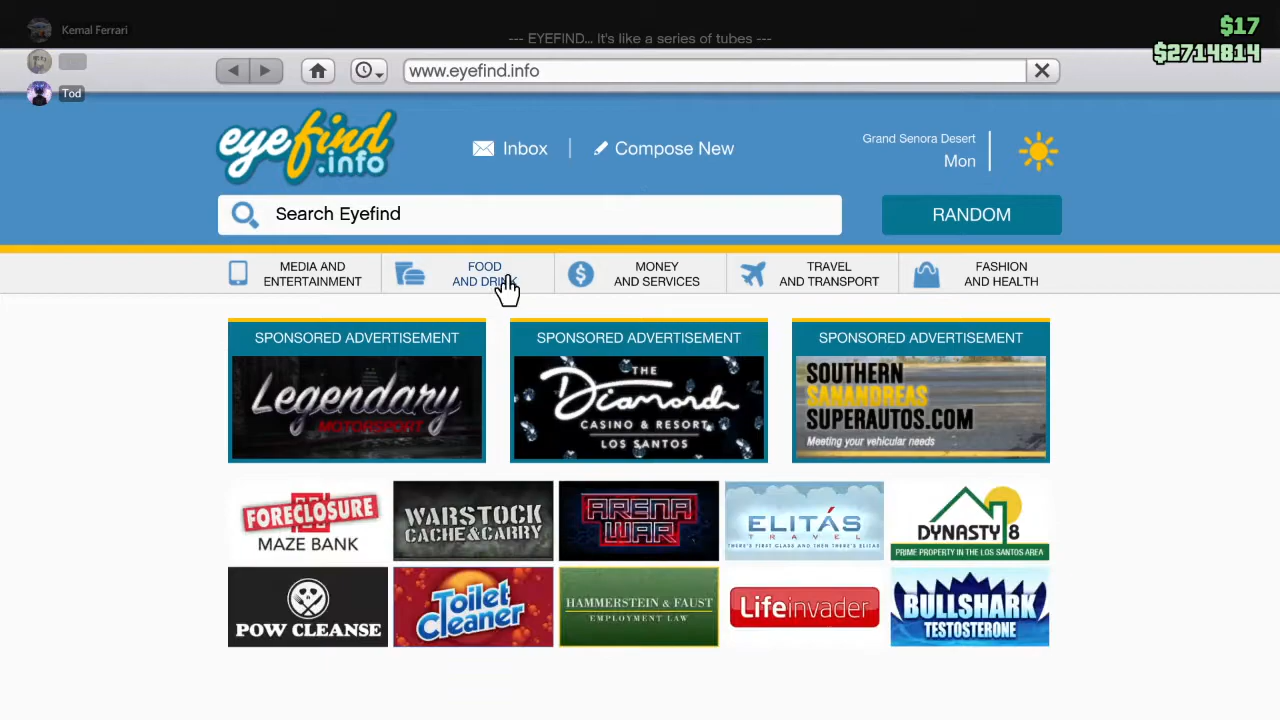 Kemal Ferrari
--- EYEFIND... It's like a series of tubes ---
$17
$2714814
www.eyefind.info
Tod
eyefind
.info
Inbox
Compose New
Grand Senora Desert
Mon
Search Eyefind
RANDOM
MEDIA AND
ENTERTAINMENT
FOOD
AND DRINK
MONEY
AND SERVICES
TRAVEL
AND TRANSPORT
FASHION
AND HEALTH
SPONSORED ADVERTISEMENT
Legendary
MOTORSPORT
SPONSORED ADVERTISEMENT
THE
Diamond
CASINO & RESORT
LOS SANTOS
SPONSORED ADVERTISEMENT
SOUTHERN
SANANDREAS
SUPERAUTOS.COM
Meeting your vehicular needs
FORECLOSURE
MAZE BANK
WARSTOCK
CACHE&CARRY
ARENA
WAR
ELITÁS
TRAVEL
THERE'S FIRST CLASS AND THEN THERE'S ELITÁS
DYNASTY 8
PRIME PROPERTY IN THE LOS SANTOS AREA
POW CLEANSE
Toilet
Cleaner
HAMMERSTEIN & FAUST
EMPLOYMENT LAW
Lifeinvader
BULLSHARK
TESTOSTERONE